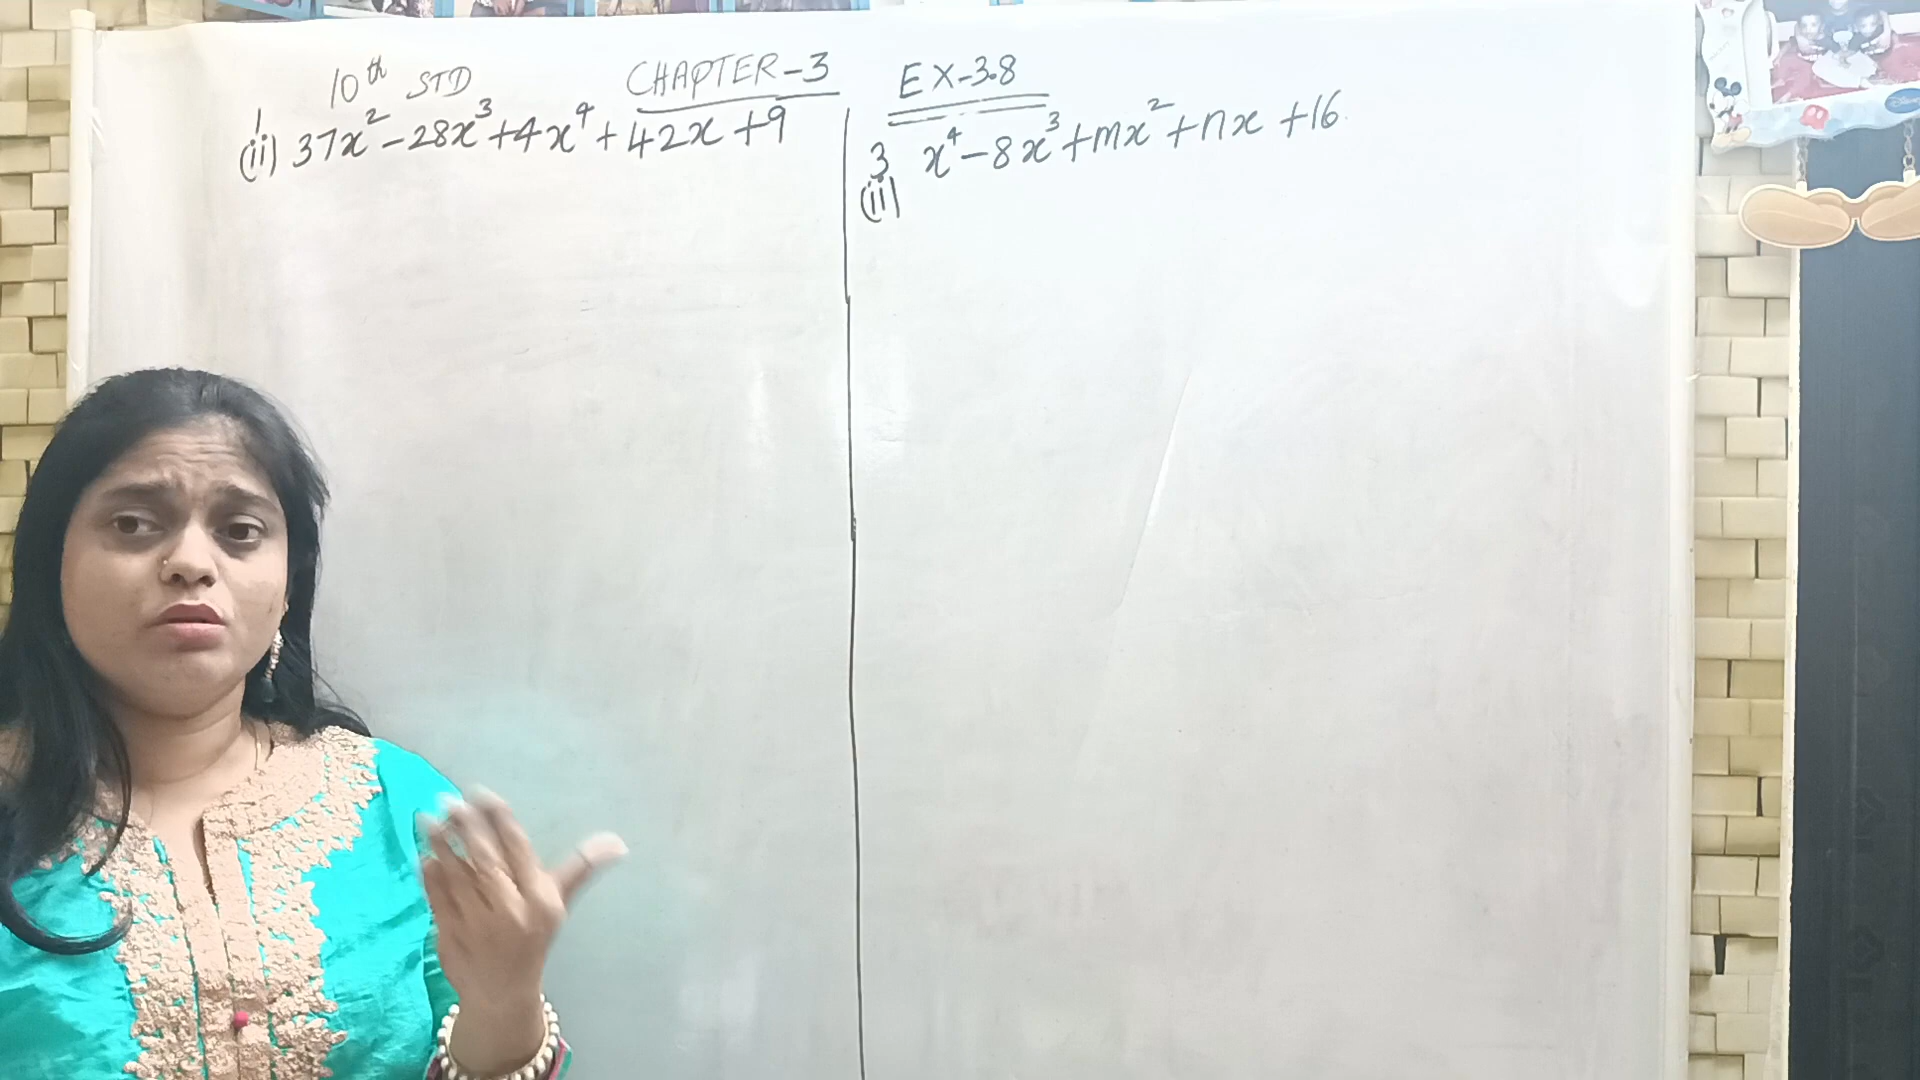 10th STD CHAPTER-3 EX-3.8
1
(ii) 37x² - 28x³ + 4x⁴ + 42x + 9
3 x⁴ - 8x³ + mx² + nx + 16
(ii)